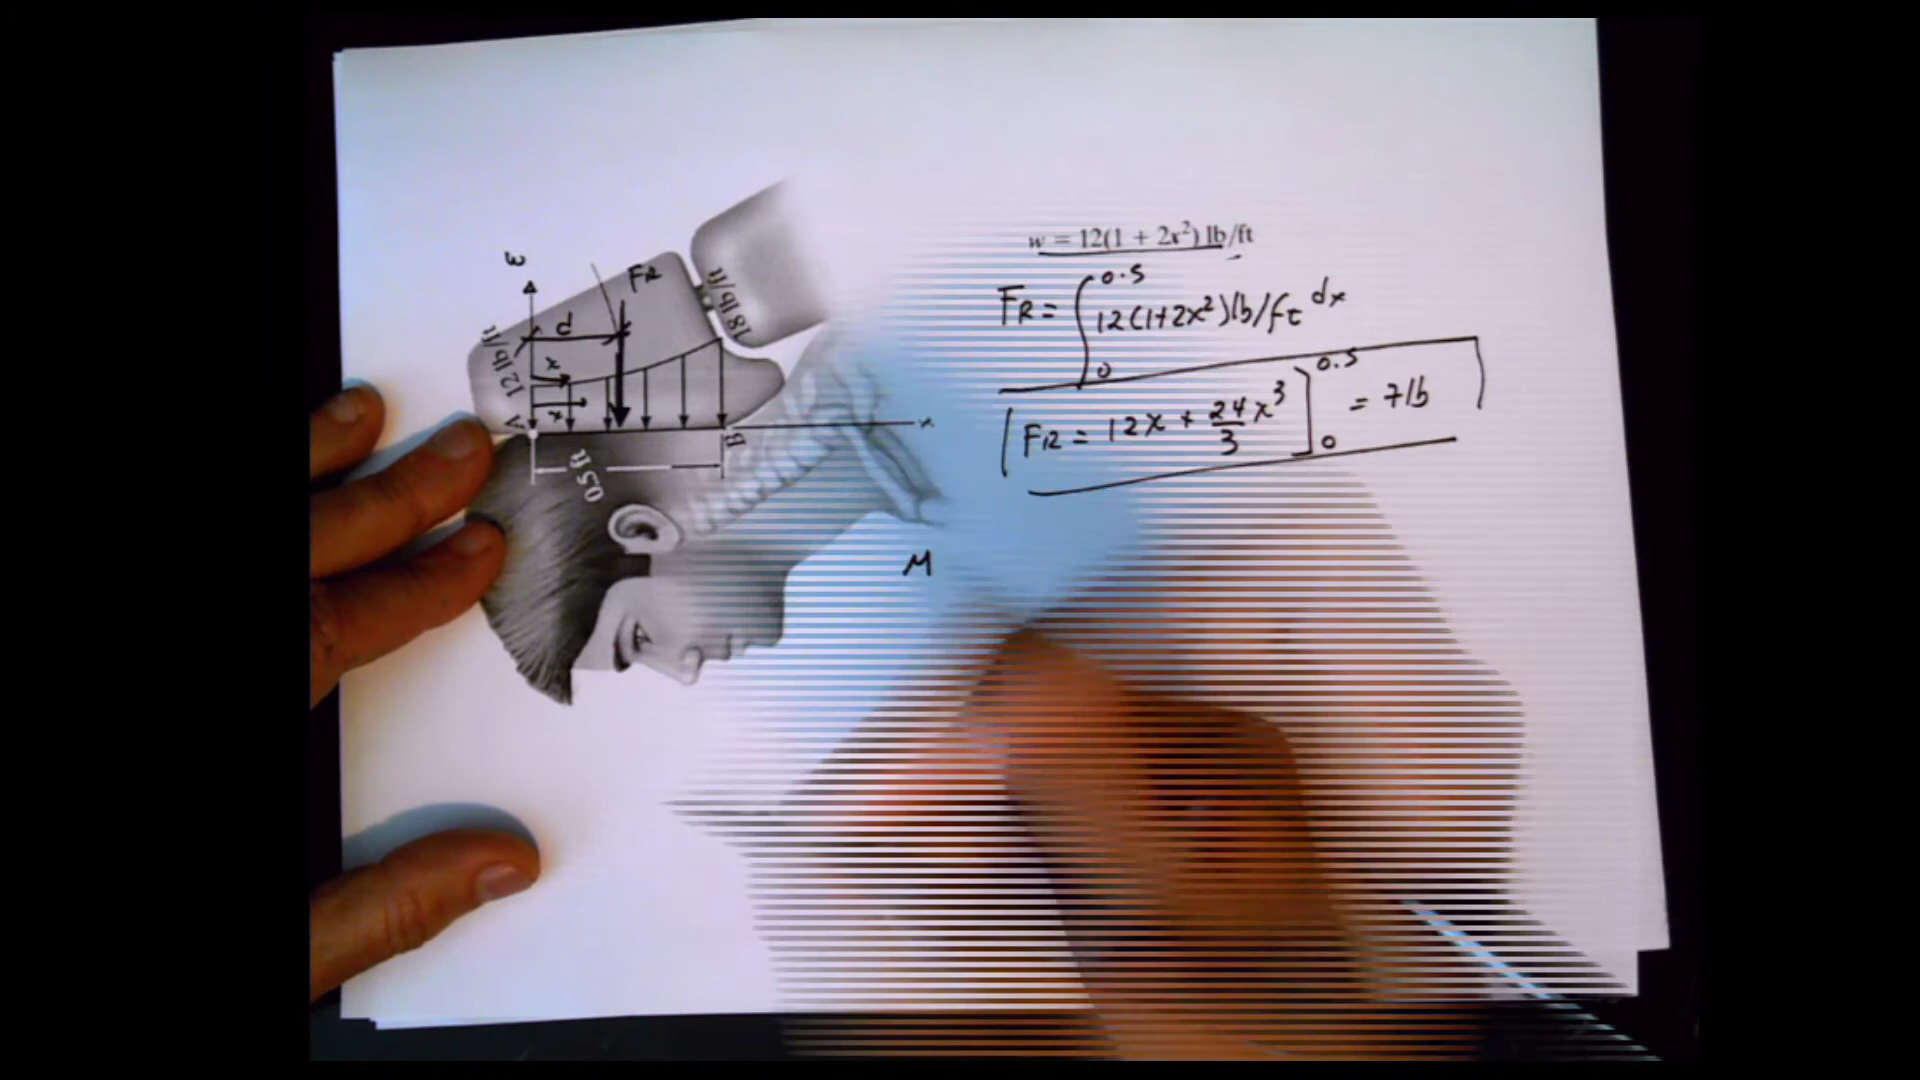 w = 12(1 + 2x²) lb/ft
FR = ∫₀^0.5 12(1+2x²)lb/ft dx
FR = 12x + 24/3 x³ ]₀^0.5 = 7lb
M
ω
FR
d
12 lb/ft
18 lb/ft
x
x
A
B
x
0.5 ft